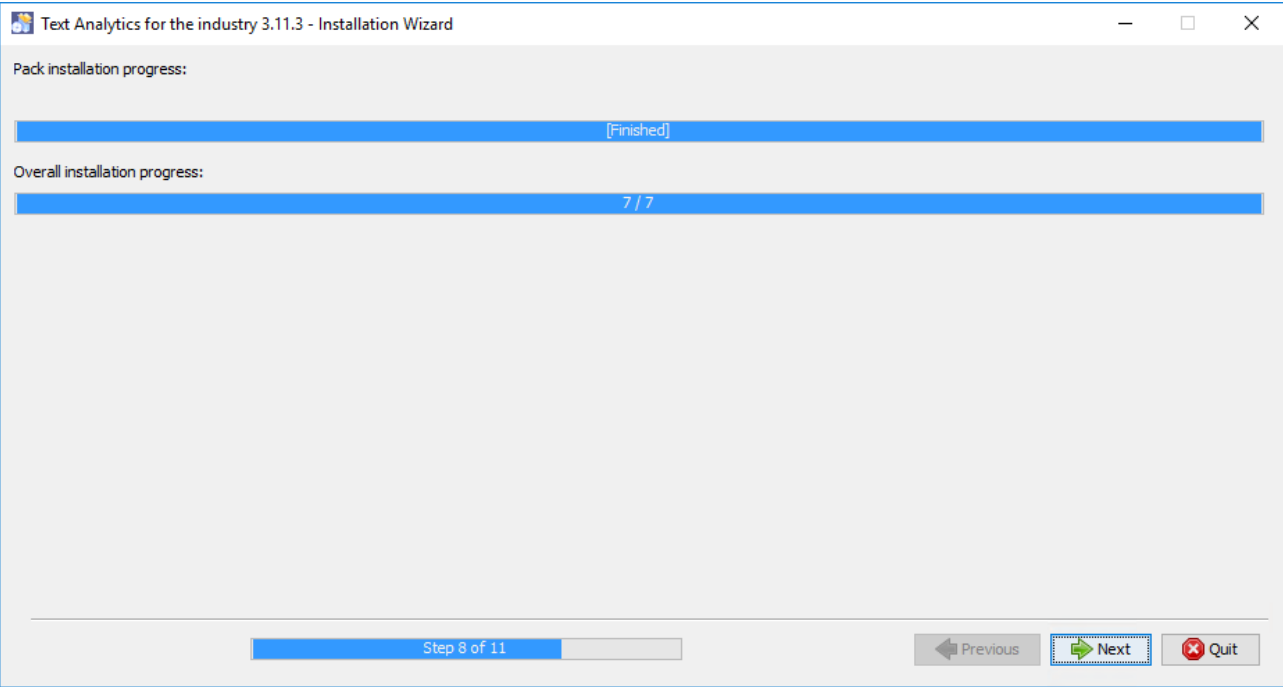 Text Analytics for the industry 3.11.3 - Installation Wizard
Pack installation progress:
[Finished]
Overall installation progress:
7 / 7
Step 8 of 11
Previous
Next
Quit